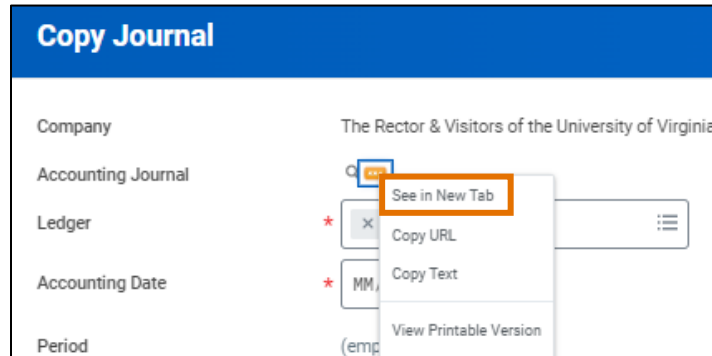 Copy Journal
Company The Rector & Visitors of the University of Virginia
Accounting Journal
See in New Tab
Ledger *
Copy URL
Copy Text
Accounting Date * MM
View Printable Version
Period